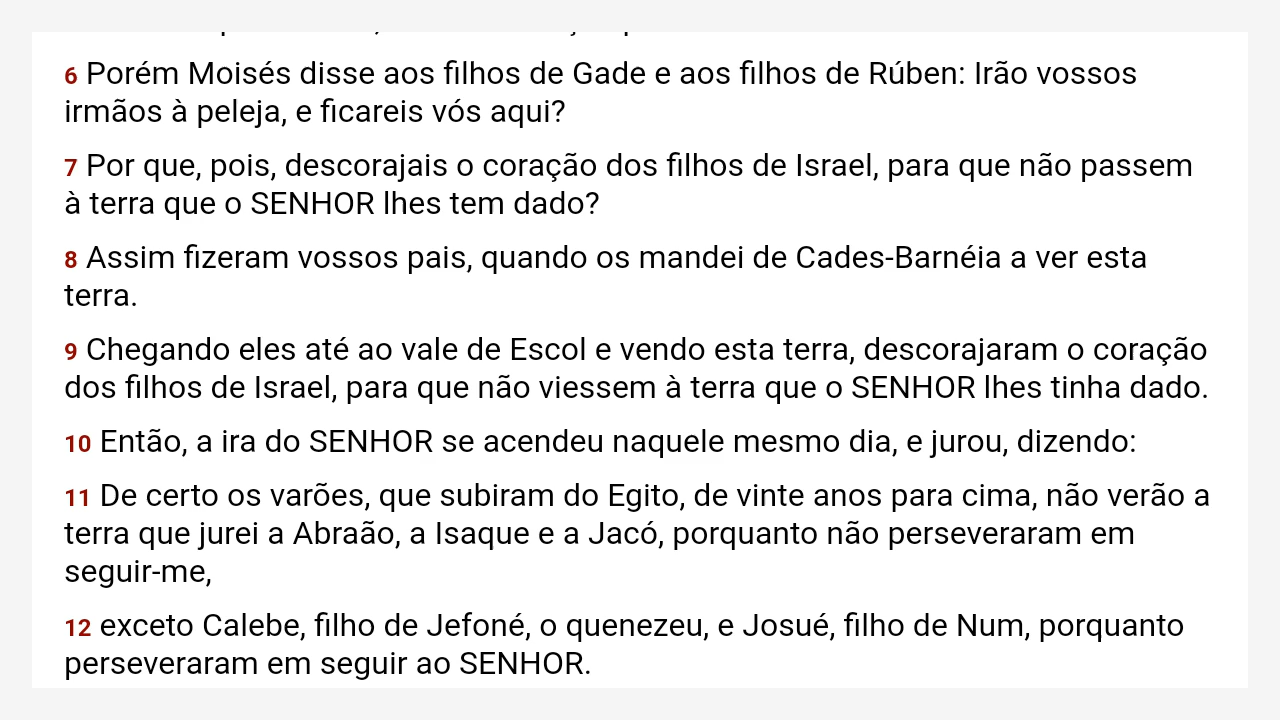 6 Porém Moisés disse aos filhos de Gade e aos filhos de Rúben: Irão vossos
irmãos à peleja, e ficareis vós aqui?
7 Por que, pois, descorajais o coração dos filhos de Israel, para que não passem
à terra que o SENHOR lhes tem dado?
8 Assim fizeram vossos pais, quando os mandei de Cades-Barnéia a ver esta
terra.
9 Chegando eles até ao vale de Escol e vendo esta terra, descorajaram o coração
dos filhos de Israel, para que não viessem à terra que o SENHOR lhes tinha dado.
10 Então, a ira do SENHOR se acendeu naquele mesmo dia, e jurou, dizendo:
11 De certo os varões, que subiram do Egito, de vinte anos para cima, não verão a
terra que jurei a Abraão, a Isaque e a Jacó, porquanto não perseveraram em
seguir-me,
12 exceto Calebe, filho de Jefoné, o quenezeu, e Josué, filho de Num, porquanto
perseveraram em seguir ao SENHOR.